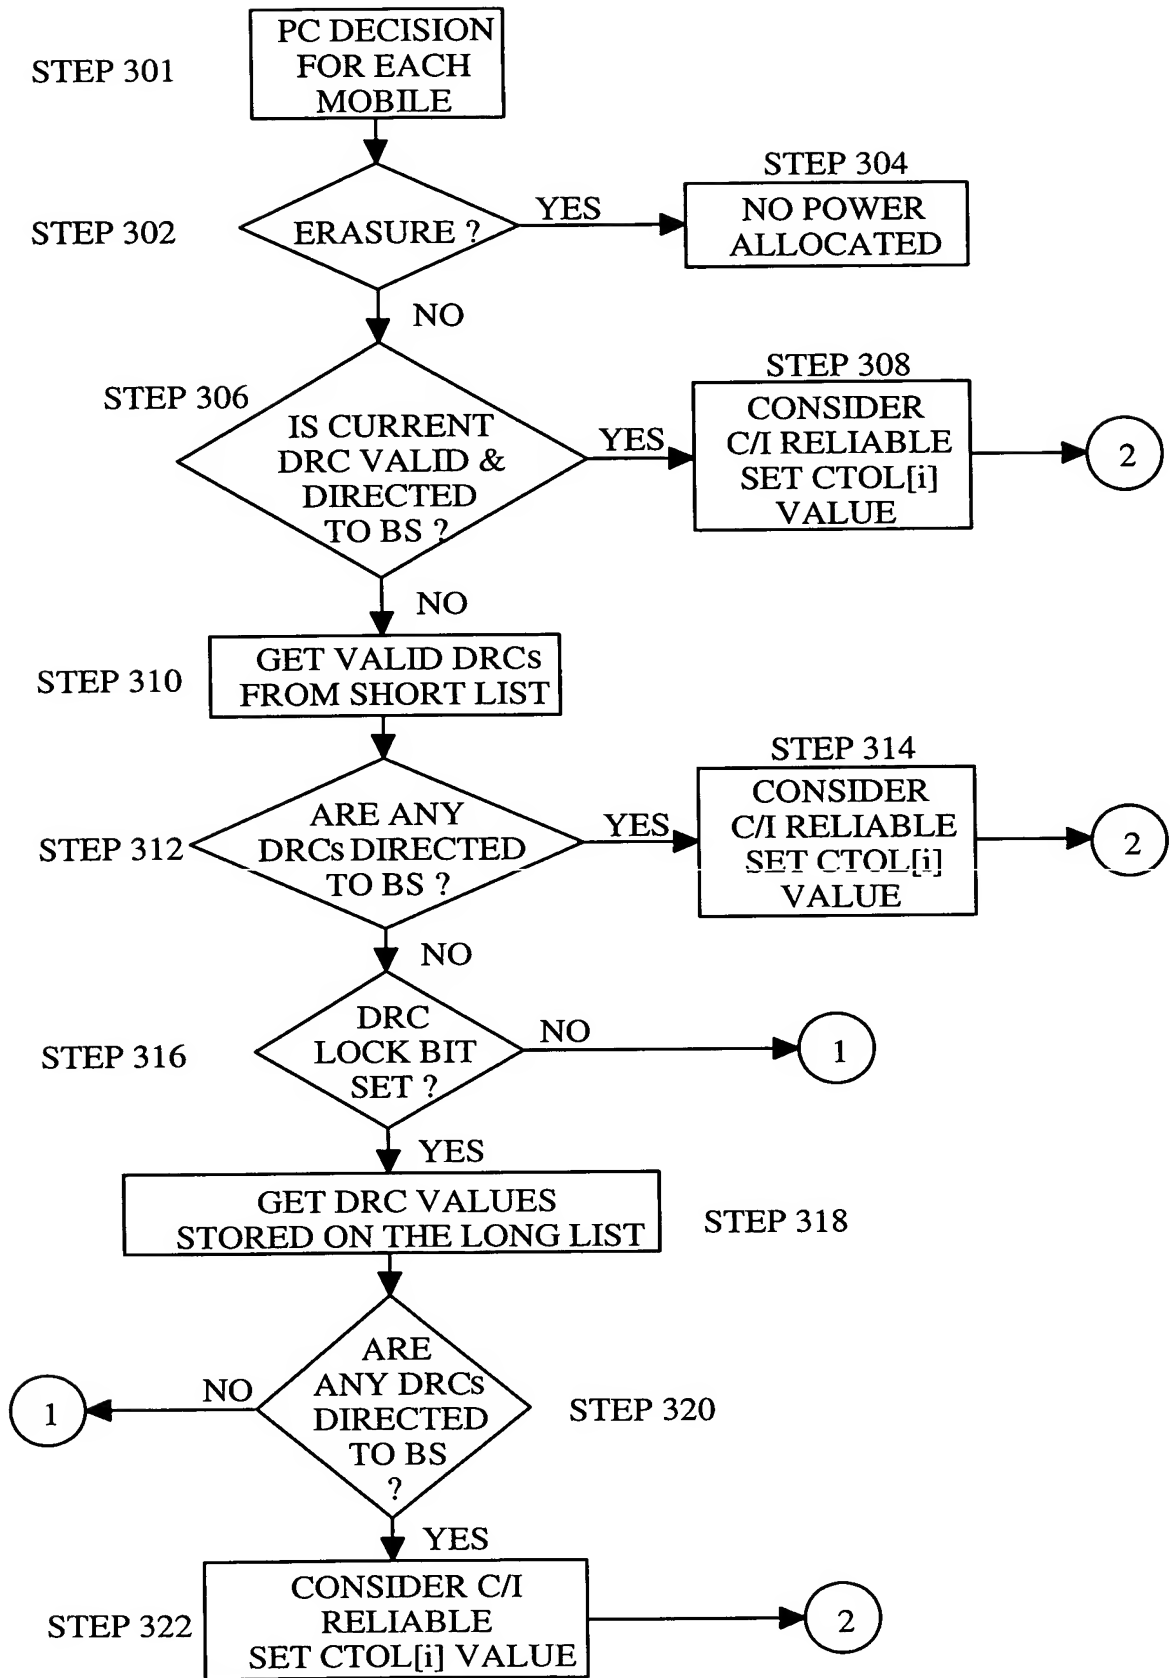 PC DECISION
FOR EACH
MOBILE
STEP 301
STEP 302
ERASURE ?
YES
STEP 304
NO POWER
ALLOCATED
NO
STEP 306
IS CURRENT
DRC VALID &
DIRECTED
TO BS ?
YES
STEP 308
CONSIDER
C/I RELIABLE
SET CTOL[i]
VALUE
2
NO
STEP 310
GET VALID DRCs
FROM SHORT LIST
STEP 312
ARE ANY
DRCs DIRECTED
TO BS ?
YES
STEP 314
CONSIDER
C/I RELIABLE
SET CTOL[i]
VALUE
2
NO
STEP 316
DRC
LOCK BIT
SET ?
NO
1
YES
GET DRC VALUES
STORED ON THE LONG LIST
STEP 318
ARE
ANY DRCs
DIRECTED
TO BS
?
STEP 320
NO
1
YES
STEP 322
CONSIDER C/I
RELIABLE
SET CTOL[i] VALUE
2